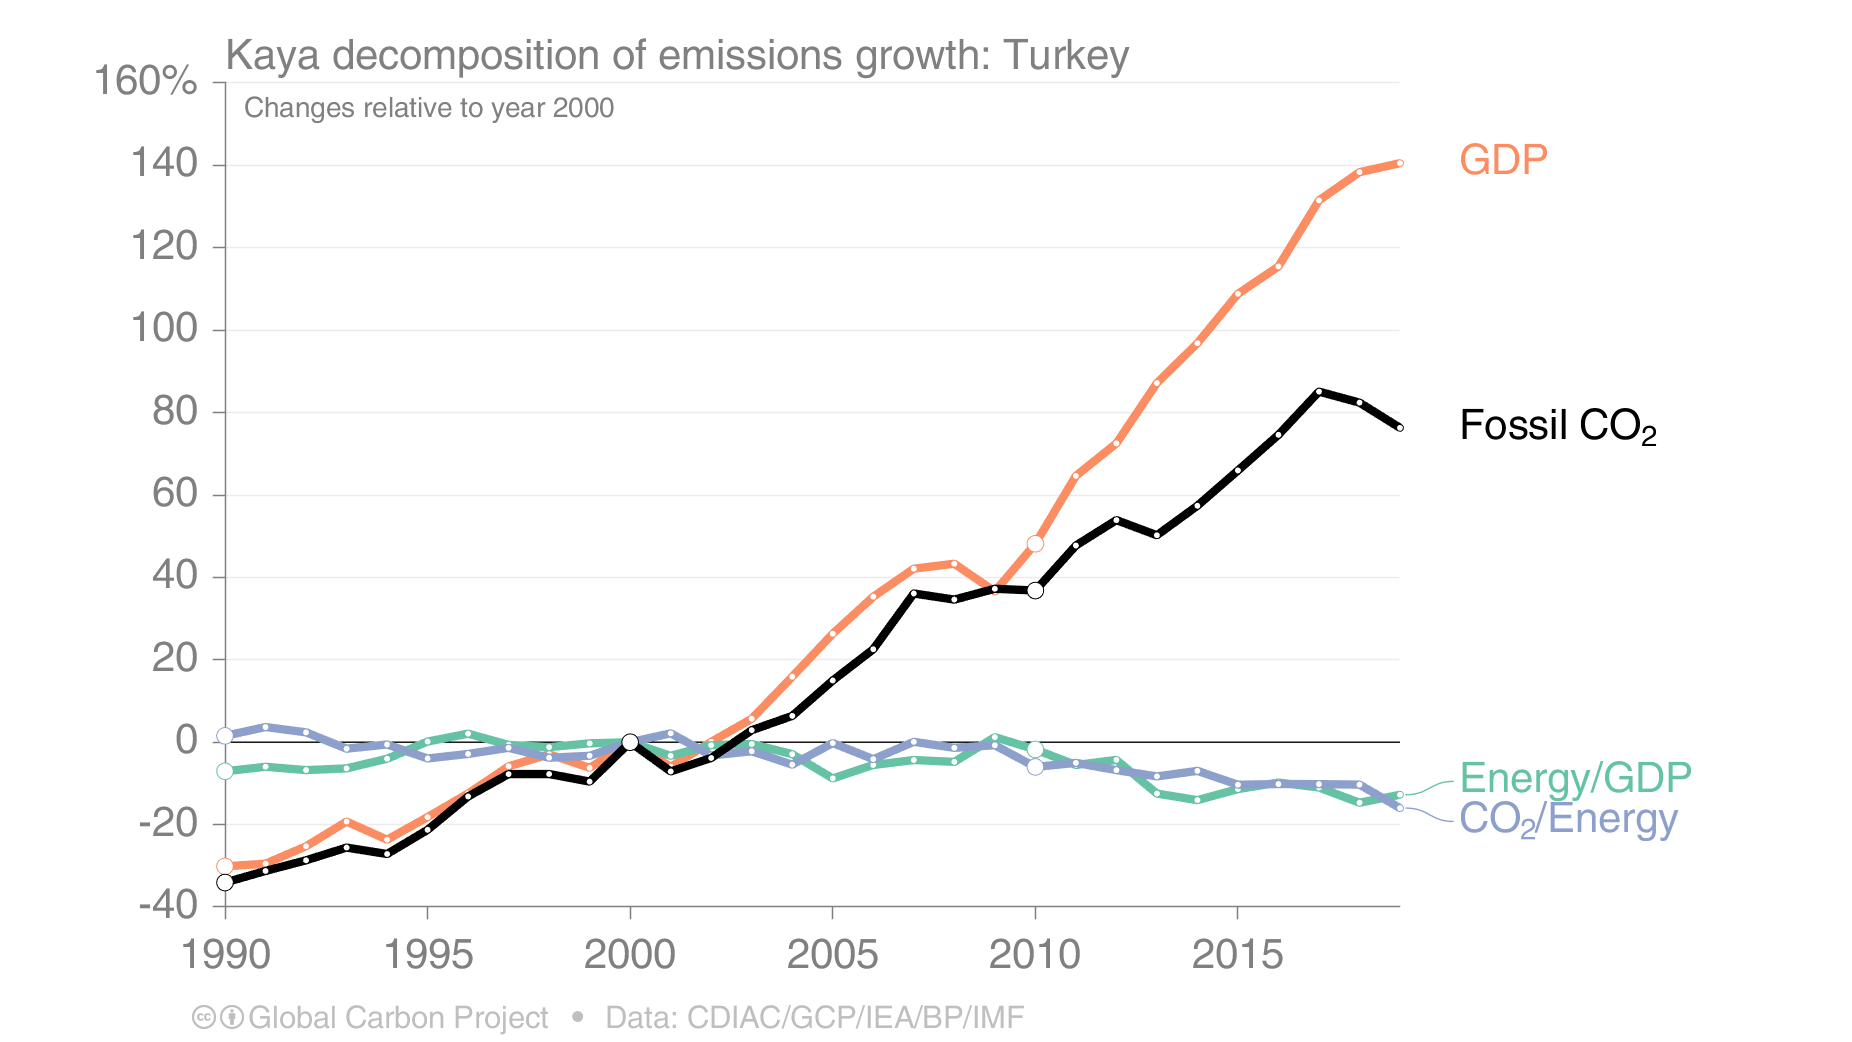 Kaya decomposition of emissions growth: Turkey
160%
Changes relative to year 2000
140
GDP
120
100
80
Fossil CO₂
60
40
20
0
Energy/GDP
CO₂/Energy
-20
-40
1990 1995 2000 2005 2010 2015
cc Global Carbon Project • Data: CDIAC/GCP/IEA/BP/IMF